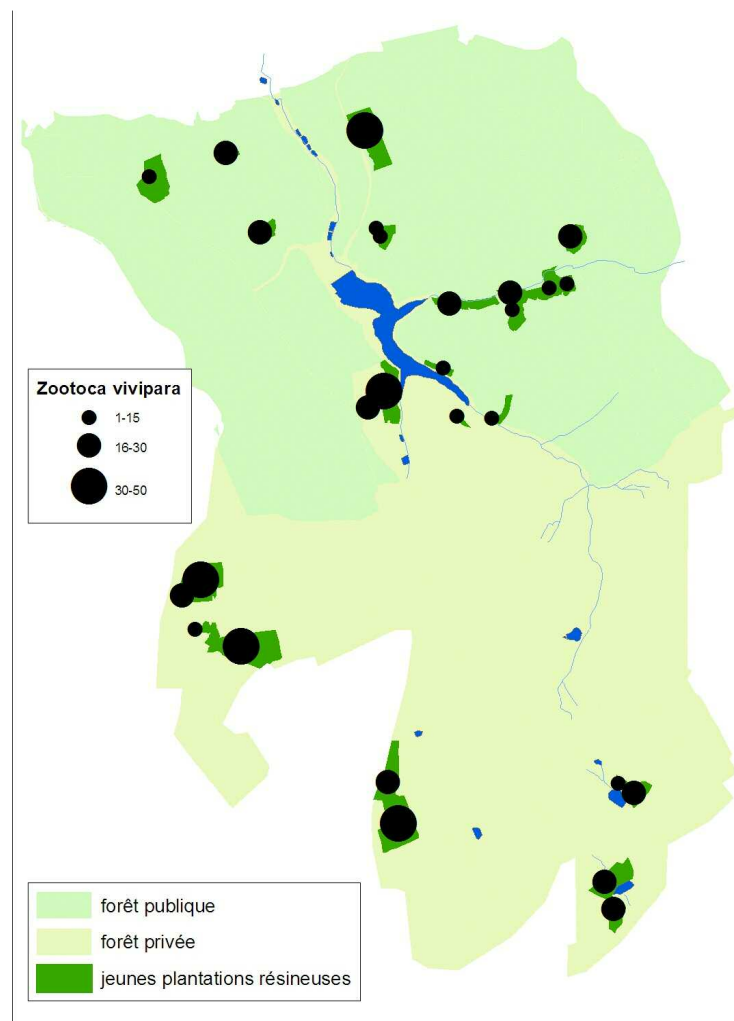 Zootoca vivipara
1-15
16-30
30-50
forêt publique
forêt privée
jeunes plantations résineuses